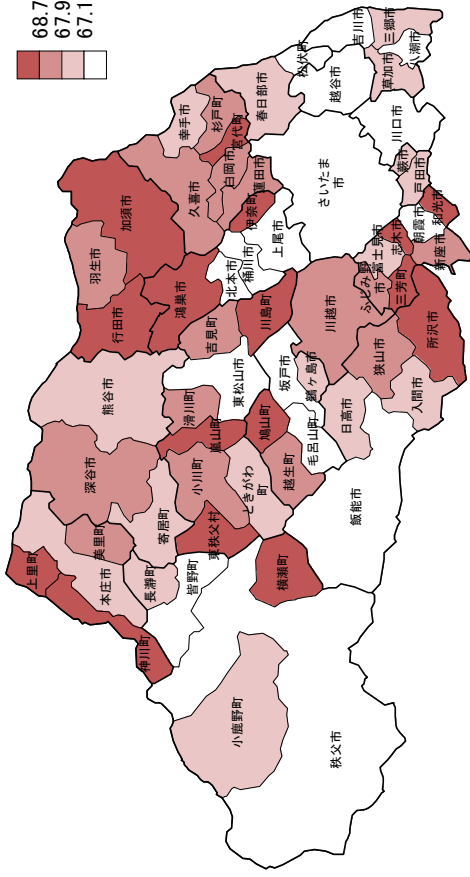 68.7
67.9
67.1
上里町
神川町
本庄市
美里町
深谷市
熊谷市
行田市
羽生市
加須市
幸手市
久喜市
杉戸町
宮代町
白岡市
蓮田市
春日部市
松伏町
吉川市
越谷市
三郷市
草加市
八潮市
川口市
さいたま
市
蕨市
戸田市
伊奈町
上尾市
桶川市
北本市
鴻巣市
吉見町
川島町
東松山市
滑川町
嵐山町
小川町
ときがわ
町
東秩父村
寄居町
長瀞町
皆野町
小鹿野町
秩父市
横瀬町
飯能市
越生町
鳩山町
毛呂山町
坂戸市
鶴ヶ島市
日高市
川越市
狭山市
入間市
所沢市
三芳町
ふじみ野
市
富士見市
志木市
新座市
朝霞市
和光市